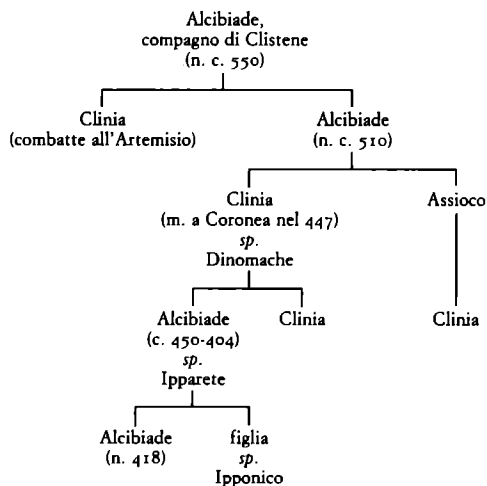 Alcibiade,
compagno di Clistene
(n. c. 550)
Clinia
(combatte all'Artemisio)
Alcibiade
(n. c. 510)
Clinia
(m. a Coronea nel 447)
sp.
Dinomache
Assioco
Alcibiade
(c. 450-404)
sp.
Ipparete
Clinia
Clinia
Alcibiade
(n. 418)
figlia
sp.
Ipponico